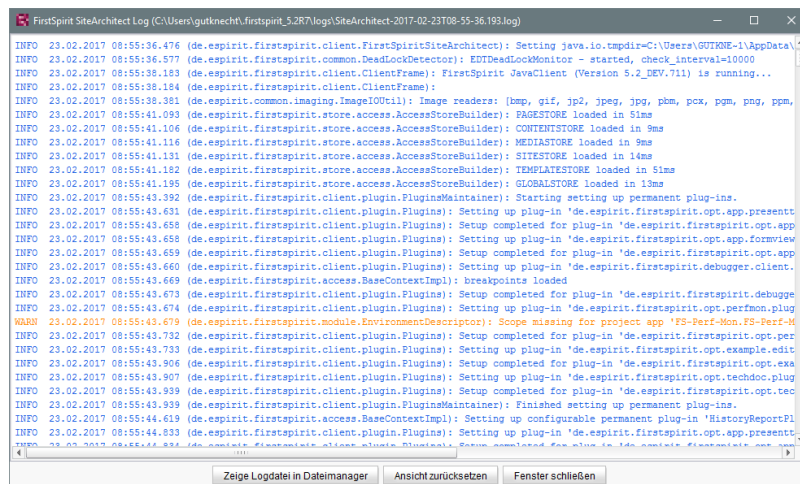 FirstSpirit SiteArchitect Log (C:\Users\gutknecht\.firstspirit_5.2R7\logs\SiteArchitect-2017-02-23T08-55-36.193.log)
INFO 23.02.2017 08:55:36.476 (de.espirit.firstspirit.client.FirstSpiritSiteArchitect): Setting java.io.tmpdir=C:\Users\GUTKNE~1\AppData\
INFO 23.02.2017 08:55:36.577 (de.espirit.firstspirit.common.DeadLockDetector): EDTDeadLockMonitor - started, check_interval=10000
INFO 23.02.2017 08:55:38.183 (de.espirit.firstspirit.client.ClientFrame): FirstSpirit JavaClient (Version 5.2_DEV.711) is running...
INFO 23.02.2017 08:55:38.184 (de.espirit.firstspirit.client.ClientFrame):
INFO 23.02.2017 08:55:38.381 (de.espirit.common.imaging.ImageIOUtil): Image readers: [bmp, gif, jp2, jpeg, jpg, pbm, pcx, pgm, png, ppm,
INFO 23.02.2017 08:55:41.093 (de.espirit.firstspirit.store.access.AccessStoreBuilder): PAGESTORE loaded in 51ms
INFO 23.02.2017 08:55:41.106 (de.espirit.firstspirit.store.access.AccessStoreBuilder): CONTENTSTORE loaded in 9ms
INFO 23.02.2017 08:55:41.116 (de.espirit.firstspirit.store.access.AccessStoreBuilder): MEDIASTORE loaded in 9ms
INFO 23.02.2017 08:55:41.131 (de.espirit.firstspirit.store.access.AccessStoreBuilder): SITESTORE loaded in 14ms
INFO 23.02.2017 08:55:41.182 (de.espirit.firstspirit.store.access.AccessStoreBuilder): TEMPLATESTORE loaded in 51ms
INFO 23.02.2017 08:55:41.195 (de.espirit.firstspirit.store.access.AccessStoreBuilder): GLOBALSTORE loaded in 13ms
INFO 23.02.2017 08:55:43.392 (de.espirit.firstspirit.client.plugin.PluginsMaintainer): Starting setting up permanent plug-ins.
INFO 23.02.2017 08:55:43.631 (de.espirit.firstspirit.client.plugin.Plugins): Setting up plug-in 'de.espirit.firstspirit.opt.app.presentt
INFO 23.02.2017 08:55:43.658 (de.espirit.firstspirit.client.plugin.Plugins): Setup completed for plug-in 'de.espirit.firstspirit.opt.app
INFO 23.02.2017 08:55:43.658 (de.espirit.firstspirit.client.plugin.Plugins): Setting up plug-in 'de.espirit.firstspirit.opt.app.formview
INFO 23.02.2017 08:55:43.659 (de.espirit.firstspirit.client.plugin.Plugins): Setup completed for plug-in 'de.espirit.firstspirit.opt.app
INFO 23.02.2017 08:55:43.660 (de.espirit.firstspirit.client.plugin.Plugins): Setting up plug-in 'de.espirit.firstspirit.debugger.client.
INFO 23.02.2017 08:55:43.669 (de.espirit.firstspirit.access.BaseContextImpl): breakpoints loaded
INFO 23.02.2017 08:55:43.673 (de.espirit.firstspirit.client.plugin.Plugins): Setup completed for plug-in 'de.espirit.firstspirit.debugge
INFO 23.02.2017 08:55:43.674 (de.espirit.firstspirit.client.plugin.Plugins): Setting up plug-in 'de.espirit.firstspirit.opt.perfmon.plug
WARN 23.02.2017 08:55:43.679 (de.espirit.firstspirit.module.EnvironmentDescriptor): Scope missing for project app 'FS-Perf-Mon.FS-Perf-M
INFO 23.02.2017 08:55:43.732 (de.espirit.firstspirit.client.plugin.Plugins): Setup completed for plug-in 'de.espirit.firstspirit.opt.per
INFO 23.02.2017 08:55:43.733 (de.espirit.firstspirit.client.plugin.Plugins): Setting up plug-in 'de.espirit.firstspirit.opt.example.edit
INFO 23.02.2017 08:55:43.906 (de.espirit.firstspirit.client.plugin.Plugins): Setup completed for plug-in 'de.espirit.firstspirit.opt.exa
INFO 23.02.2017 08:55:43.907 (de.espirit.firstspirit.client.plugin.Plugins): Setting up plug-in 'de.espirit.firstspirit.opt.techdoc.plug
INFO 23.02.2017 08:55:43.939 (de.espirit.firstspirit.client.plugin.Plugins): Setup completed for plug-in 'de.espirit.firstspirit.opt.tec
INFO 23.02.2017 08:55:43.939 (de.espirit.firstspirit.client.plugin.PluginsMaintainer): Finished setting up permanent plug-ins.
INFO 23.02.2017 08:55:44.619 (de.espirit.firstspirit.access.BaseContextImpl): Setting up configurable permanent plug-in 'HistoryReportPl
INFO 23.02.2017 08:55:44.833 (de.espirit.firstspirit.client.plugin.Plugins): Setting up plug-in 'de.espirit.firstspirit.opt.app.presentt
INFO 23.02.2017 08:55:44.834 (de.espirit.firstspirit.client.plugin.Plugins): Setup completed for plug-in 'de.espirit.firstspirit.opt.app
Zeige Logdatei in Dateimanager Ansicht zurücksetzen Fenster schließen